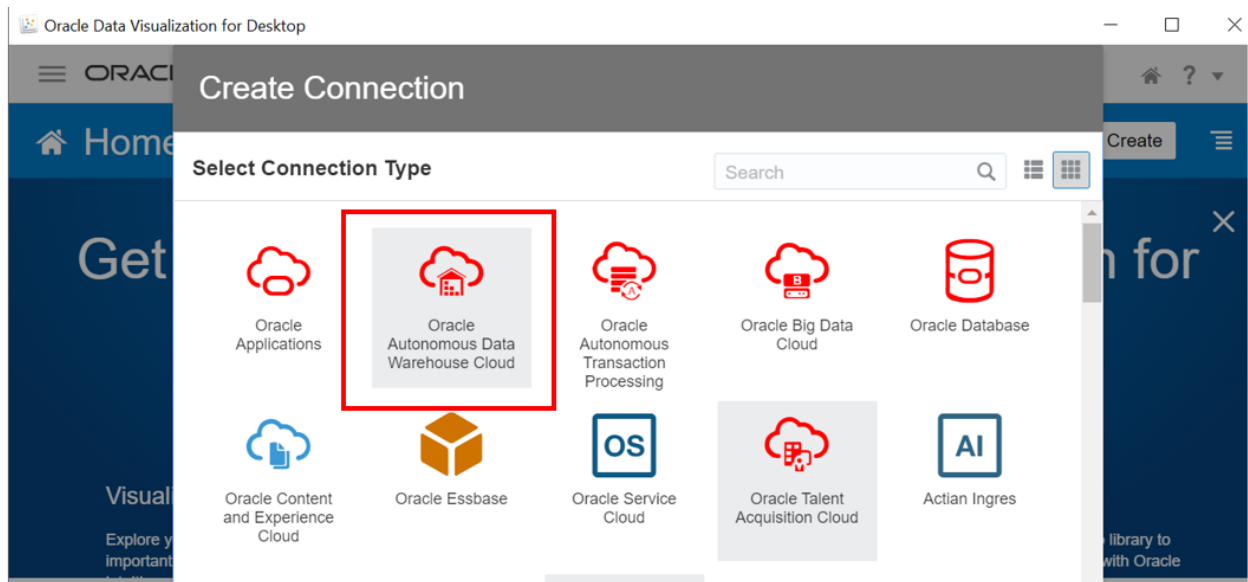 Oracle Data Visualization for Desktop
ORACL
Create Connection
?
Home
Select Connection Type
Search
Create
Get
n for
Oracle
Applications
Oracle
Autonomous Data
Warehouse Cloud
Oracle
Autonomous
Transaction
Processing
Oracle Big Data
Cloud
Oracle Database
Oracle Content
and Experience
Cloud
Oracle Essbase
OS
Oracle Service
Cloud
Oracle Talent
Acquisition Cloud
AI
Actian Ingres
Visuali
Explore y
important
library to
with Oracle